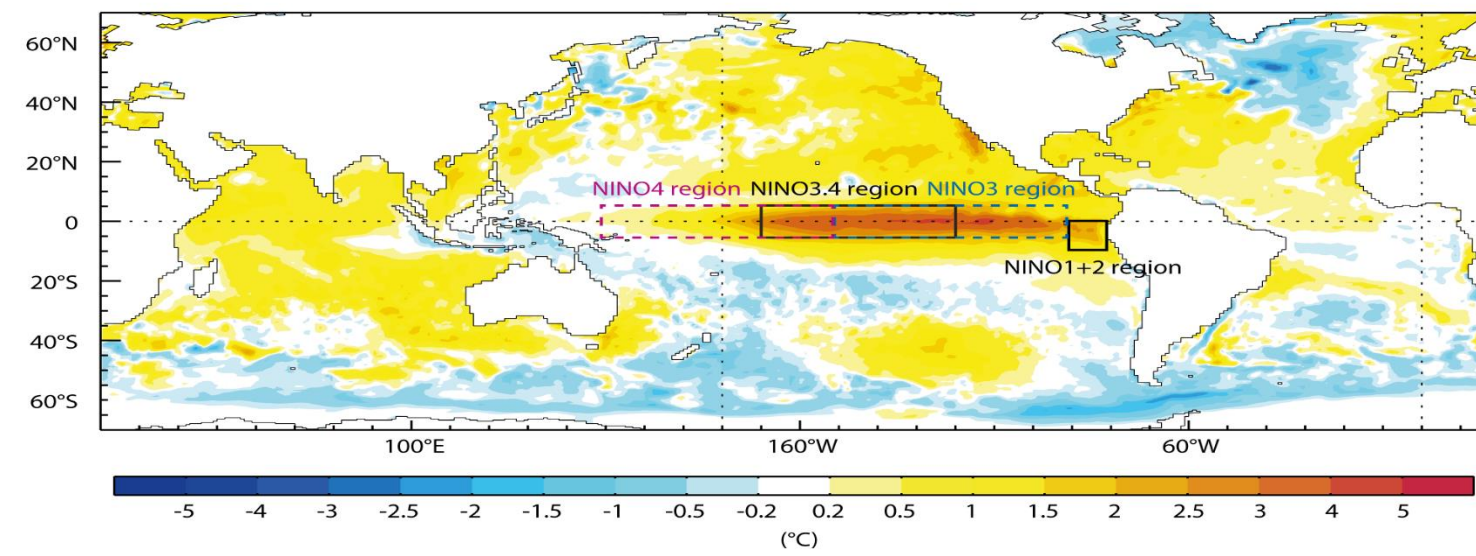 60°N
40°N
20°N
NINO4 region NINO3.4 region NINO3 region
0
NINO1+2 region
20°S
40°S
60°S
100°E 160°W 60°W
-5 -4 -3 -2.5 -2 -1.5 -1 -0.5 -0.2 0.2 0.5 1 1.5 2 2.5 3 4 5
(°C)